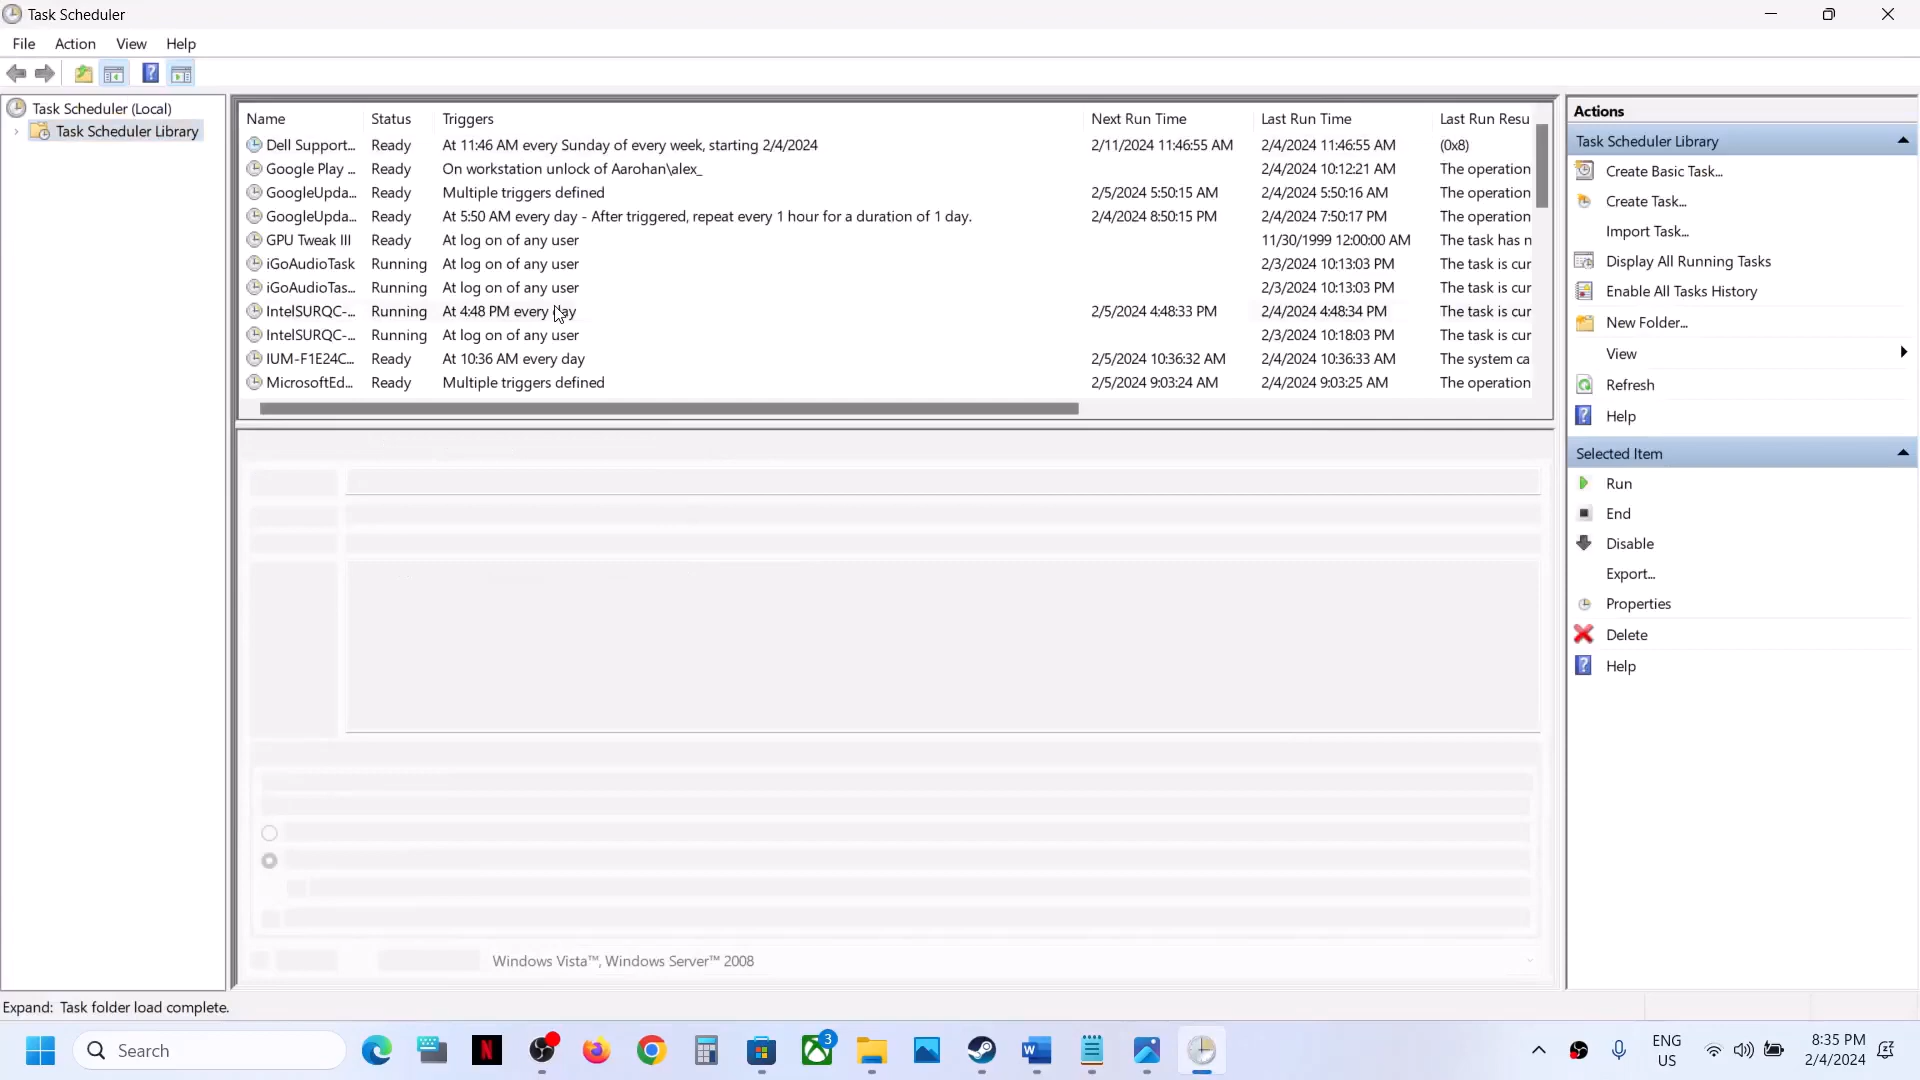 Task Scheduler
File Action View Help
Task Scheduler (Local)
Task Scheduler Library
Name Status Triggers Next Run Time Last Run Time Last Run Resu
Dell Support... Ready At 11:46 AM every Sunday of every week, starting 2/4/2024 2/11/2024 11:46:55 AM 2/4/2024 11:46:55 AM (0x8)
Google Play ... Ready On workstation unlock of Aarohan\alex_ 2/4/2024 10:12:21 AM The operation
GoogleUpda... Ready Multiple triggers defined 2/5/2024 5:50:15 AM 2/4/2024 5:50:16 AM The operation
GoogleUpda... Ready At 5:50 AM every day - After triggered, repeat every 1 hour for a duration of 1 day. 2/4/2024 8:50:15 PM 2/4/2024 7:50:17 PM The operation
GPU Tweak III Ready At log on of any user 11/30/1999 12:00:00 AM The task has n
iGoAudioTask Running At log on of any user 2/3/2024 10:13:03 PM The task is cur
iGoAudioTas... Running At log on of any user 2/3/2024 10:13:03 PM The task is cur
IntelSURQC-... Running At 4:48 PM every day 2/5/2024 4:48:33 PM 2/4/2024 4:48:34 PM The task is cur
IntelSURQC-... Running At log on of any user 2/3/2024 10:18:03 PM The task is cur
IUM-F1E24C... Ready At 10:36 AM every day 2/5/2024 10:36:32 AM 2/4/2024 10:36:33 AM The system ca
MicrosoftEd... Ready Multiple triggers defined 2/5/2024 9:03:24 AM 2/4/2024 9:03:25 AM The operation
Windows Vista™, Windows Server™ 2008
Actions
Task Scheduler Library
Create Basic Task...
Create Task...
Import Task...
Display All Running Tasks
Enable All Tasks History
New Folder...
View
Refresh
Help
Selected Item
Run
End
Disable
Export...
Properties
Delete
Help
Expand: Task folder load complete.
Search
3
ENG
US
8:35 PM
2/4/2024